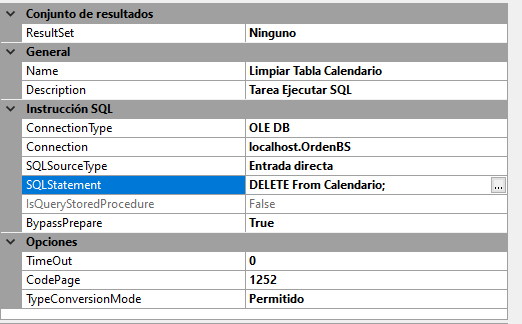 Conjunto de resultados
ResultSet Ninguno
General
Name Limpiar Tabla Calendario
Description Tarea Ejecutar SQL
Instrucción SQL
ConnectionType OLE DB
Connection localhost.OrdenBS
SQLSourceType Entrada directa
SQLStatement DELETE From Calendario; ...
IsQueryStoredProcedure False
BypassPrepare True
Opciones
TimeOut 0
CodePage 1252
TypeConversionMode Permitido